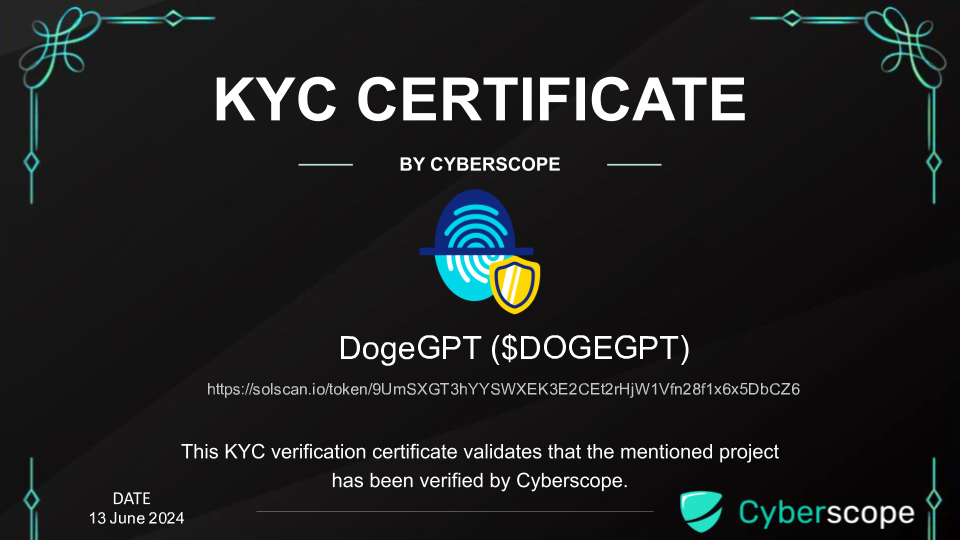 KYC CERTIFICATE
BY CYBERSCOPE
DogeGPT ($DOGEGPT)
https://solscan.io/token/9UmSXGT3hYYSWXEK3E2CEt2rHjW1Vfn28f1x6x5DbCZ6
This KYC verification certificate validates that the mentioned project
has been verified by Cyberscope.
DATE
13 June 2024
Cyberscope